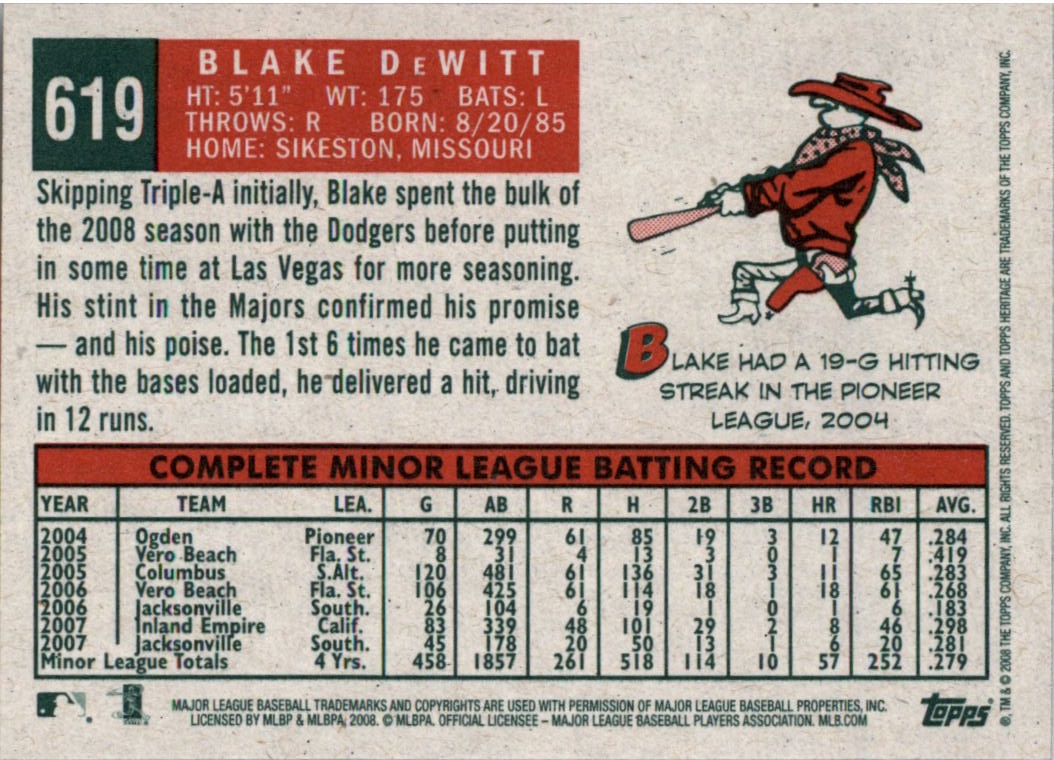 619
BLAKE DEWITT
HT: 5'11" WT: 175 BATS: L
THROWS: R BORN: 8/20/85
HOME: SIKESTON, MISSOURI
Skipping Triple-A initially, Blake spent the bulk of
the 2008 season with the Dodgers before putting
in some time at Las Vegas for more seasoning.
His stint in the Majors confirmed his promise
— and his poise. The 1st 6 times he came to bat
with the bases loaded, he delivered a hit, driving
in 12 runs.
BLAKE HAD A 19-G HITTING
STREAK IN THE PIONEER
LEAGUE, 2004
COMPLETE MINOR LEAGUE BATTING RECORD
YEAR TEAM LEA. G AB R H 2B 3B HR RBI AVG.
2004 Ogden Pioneer 70 299 61 85 19 3 12 47 .284
2005 Vero Beach Fla. St. 8 31 4 13 3 0 1 7 .419
2005 Columbus S.Atl. 120 481 61 136 31 3 11 65 .283
2006 Vero Beach Fla. St. 106 425 61 114 18 1 18 61 .268
2006 Jacksonville South. 26 104 6 19 1 0 1 6 .183
2007 Inland Empire Calif. 83 339 48 101 29 2 8 46 .298
2007 Jacksonville South. 45 178 20 50 13 1 6 20 .281
Minor League Totals 4 Yrs. 458 1857 261 518 114 10 57 252 .279
MAJOR LEAGUE BASEBALL TRADEMARKS AND COPYRIGHTS ARE USED WITH PERMISSION OF MAJOR LEAGUE BASEBALL PROPERTIES, INC.
LICENSED BY MLBP & MLBPA, 2008. © MLBPA. OFFICIAL LICENSEE – MAJOR LEAGUE BASEBALL PLAYERS ASSOCIATION. MLB.COM
TOPPS
®, TM & © 2008 THE TOPPS COMPANY, INC. ALL RIGHTS RESERVED. TOPPS AND TOPPS HERITAGE ARE TRADEMARKS OF THE TOPPS COMPANY, INC.